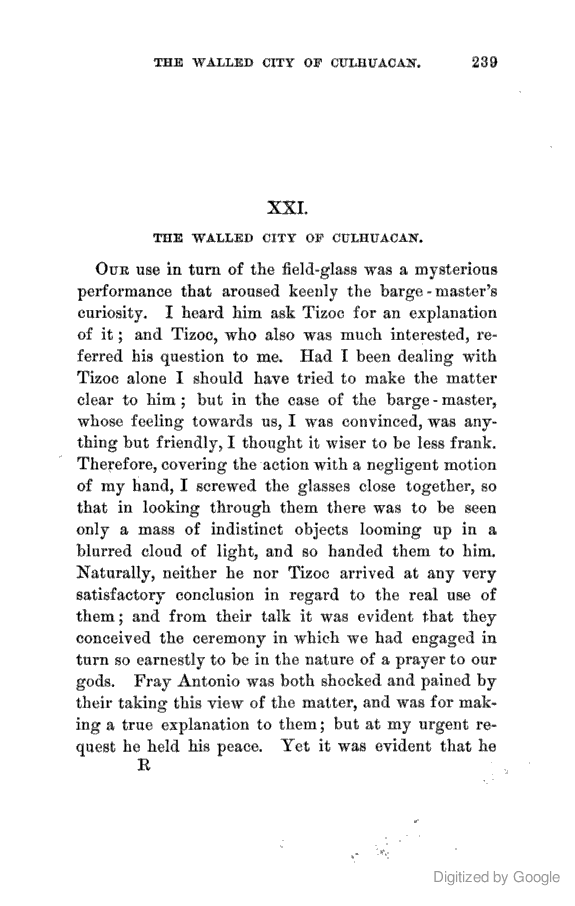 THE WALLED CITY OF CULHUACAN. 239
XXI.
THE WALLED CITY OF CULHUACAN.
OUR use in turn of the field-glass was a mysterious
performance that aroused keenly the barge-master's
curiosity. I heard him ask Tizoc for an explanation
of it; and Tizoc, who also was much interested, re-
ferred his question to me. Had I been dealing with
Tizoc alone I should have tried to make the matter
clear to him; but in the case of the barge-master,
whose feeling towards us, I was convinced, was any-
thing but friendly, I thought it wiser to be less frank.
Therefore, covering the action with a negligent motion
of my hand, I screwed the glasses close together, so
that in looking through them there was to be seen
only a mass of indistinct objects looming up in a
blurred cloud of light, and so handed them to him.
Naturally, neither he nor Tizoc arrived at any very
satisfactory conclusion in regard to the real use of
them; and from their talk it was evident that they
conceived the ceremony in which we had engaged in
turn so earnestly to be in the nature of a prayer to our
gods. Fray Antonio was both shocked and pained by
their taking this view of the matter, and was for mak-
ing a true explanation to them; but at my urgent re-
quest he held his peace. Yet it was evident that he
R
Digitized by Google